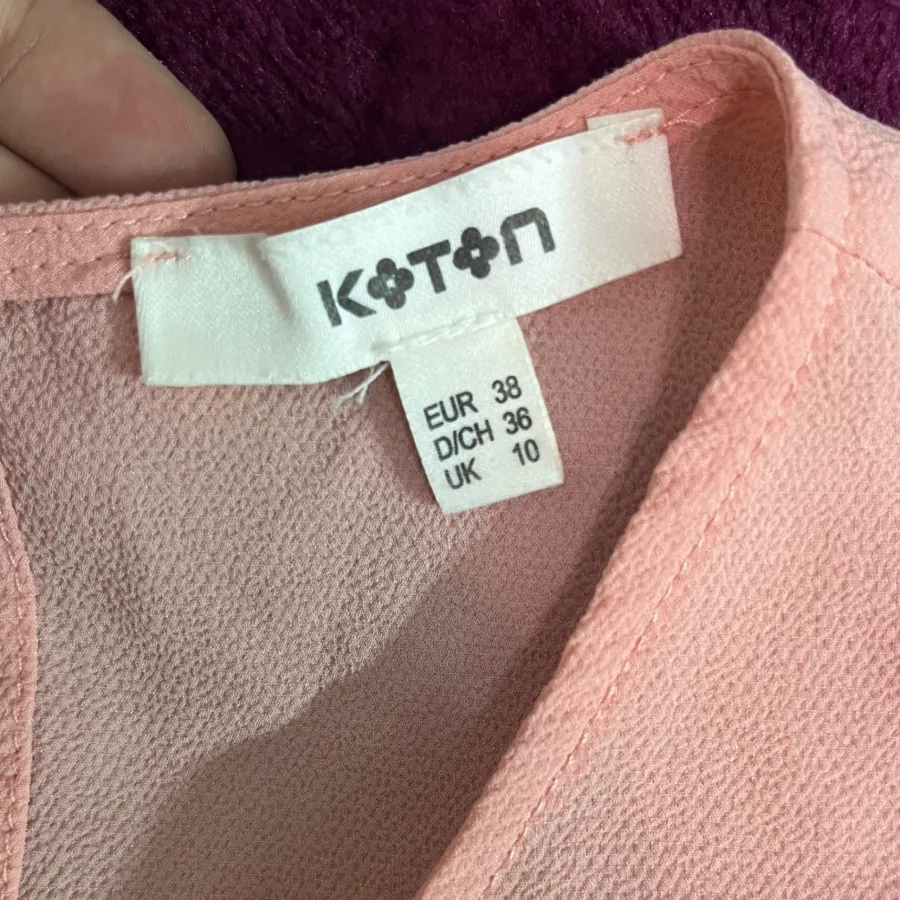 KOTON
EUR 38
D/CH 36
UK 10